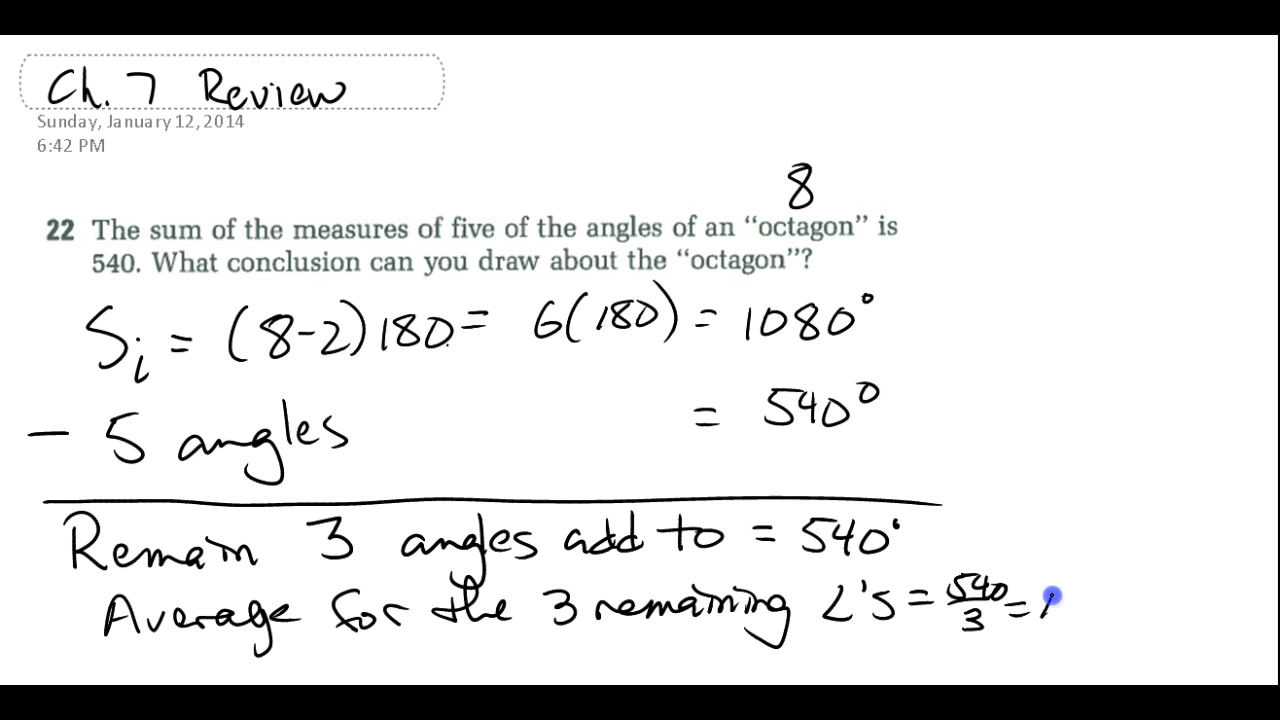 Ch. 7 Review
Sunday, January 12, 2014
6:42 PM
8
22 The sum of the measures of five of the angles of an “octagon” is
540. What conclusion can you draw about the “octagon”?
Si = (8-2)180 = 6(180) = 1080°
- 5 angles = 540°
Remain 3 angles add to = 540°
Average for the 3 remaining ∠'s = 540/3 =